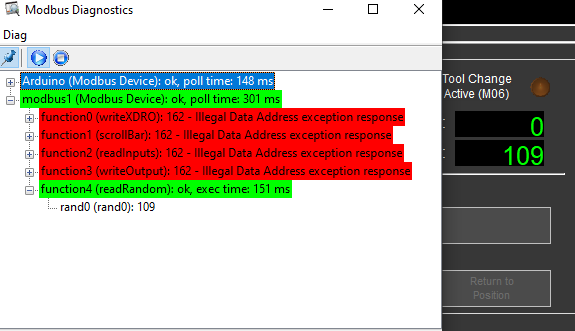 Modbus Diagnostics
Diag
Arduino (Modbus Device): ok, poll time: 148 ms
modbus1 (Modbus Device): ok, poll time: 301 ms
function0 (writeXDRO): 162 - Illegal Data Address exception response
function1 (scrollBar): 162 - Illegal Data Address exception response
function2 (readInputs): 162 - Illegal Data Address exception response
function3 (writeOutput): 162 - Illegal Data Address exception response
function4 (readRandom): ok, exec time: 151 ms
rand0 (rand0): 109
Tool Change
Active (M06)
: 0
: 109
Return to
Position